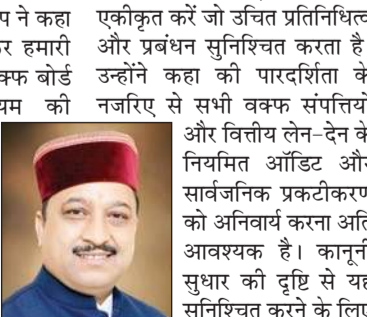 प ने कहा
र हमारी
क्फ बोर्ड
यम की
एकीकृत करें जो उचित प्रतिनिधित्व
और प्रबंधन सुनिश्चित करता है
उन्होंने कहा की पारदर्शिता के
नजरिए से सभी वक्फ संपत्तियों
और वित्तीय लेन-देन के
नियमित ऑडिट और
सार्वजनिक प्रकटीकरण
को अनिवार्य करना अति
आवश्यक है। कानूनी
सुधार की दृष्टि से यह
सुनिश्चित करने के लिए